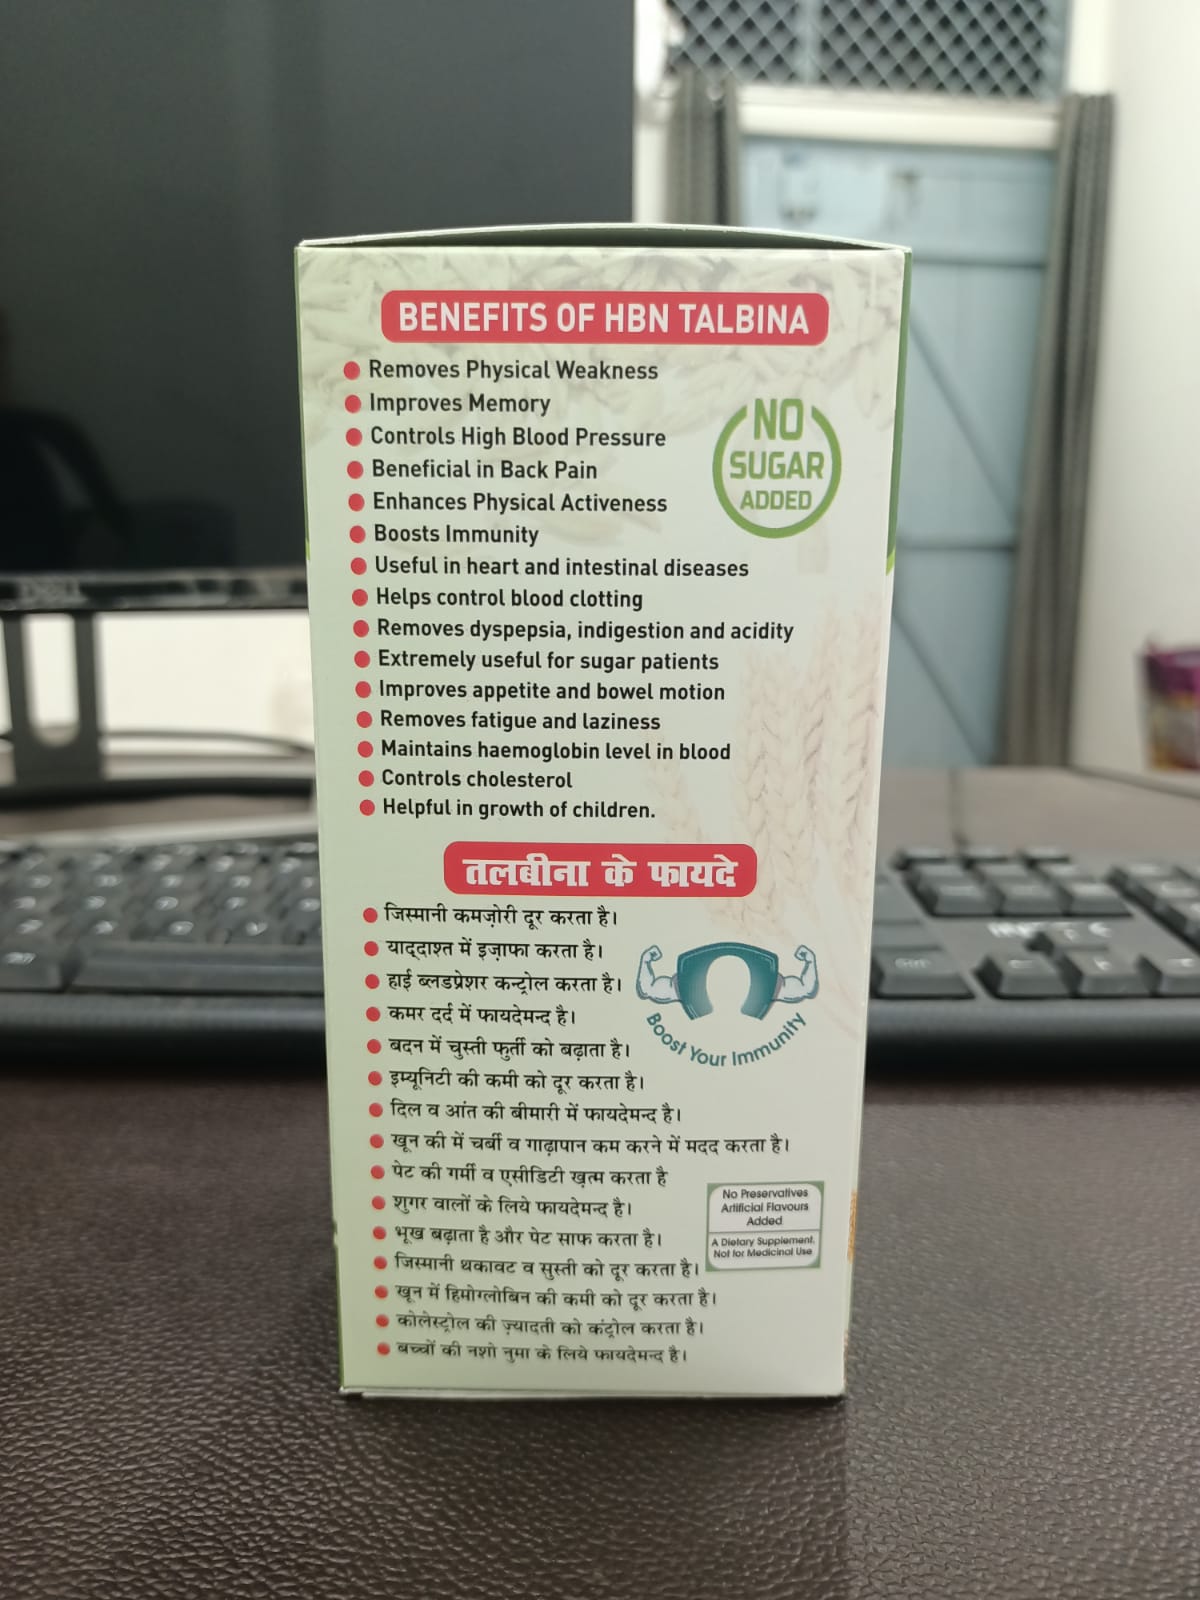 BENEFITS OF HBN TALBINA
Removes Physical Weakness
Improves Memory
Controls High Blood Pressure
Beneficial in Back Pain
Enhances Physical Activeness
Boosts Immunity
Useful in heart and intestinal diseases
Helps control blood clotting
Removes dyspepsia, indigestion and acidity
Extremely useful for sugar patients
Improves appetite and bowel motion
Removes fatigue and laziness
Maintains haemoglobin level in blood
Controls cholesterol
Helpful in growth of children.
NO
SUGAR
ADDED
तलबीना के फायदे
जिस्मानी कमज़ोरी दूर करता है।
याद्दाश्त में इज़ाफा करता है।
हाई ब्लडप्रेशर कन्ट्रोल करता है।
कमर दर्द में फायदेमन्द है।
बदन में चुस्ती फुर्ती को बढ़ाता है।
इम्यूनिटी की कमी को दूर करता है।
दिल व आंत की बीमारी में फायदेमन्द है।
खून की में चर्बी व गाढ़ापान कम करने में मदद करता है।
पेट की गर्मी व एसीडिटी ख़त्म करता है
शुगर वालों के लिये फायदेमन्द है।
भूख बढ़ाता है और पेट साफ करता है।
जिस्मानी थकावट व सुस्ती को दूर करता है।
खून में हिमोग्लोबिन की कमी को दूर करता है।
कोलेस्ट्रोल की ज़्यादती को कंट्रोल करता है।
बच्चों की नशो नुमा के लिये फायदेमन्द है।
Boost Your Immunity
No Preservatives
Artificial Flavours
Added
A Dietary Supplement.
Not for Medicinal Use
DELL